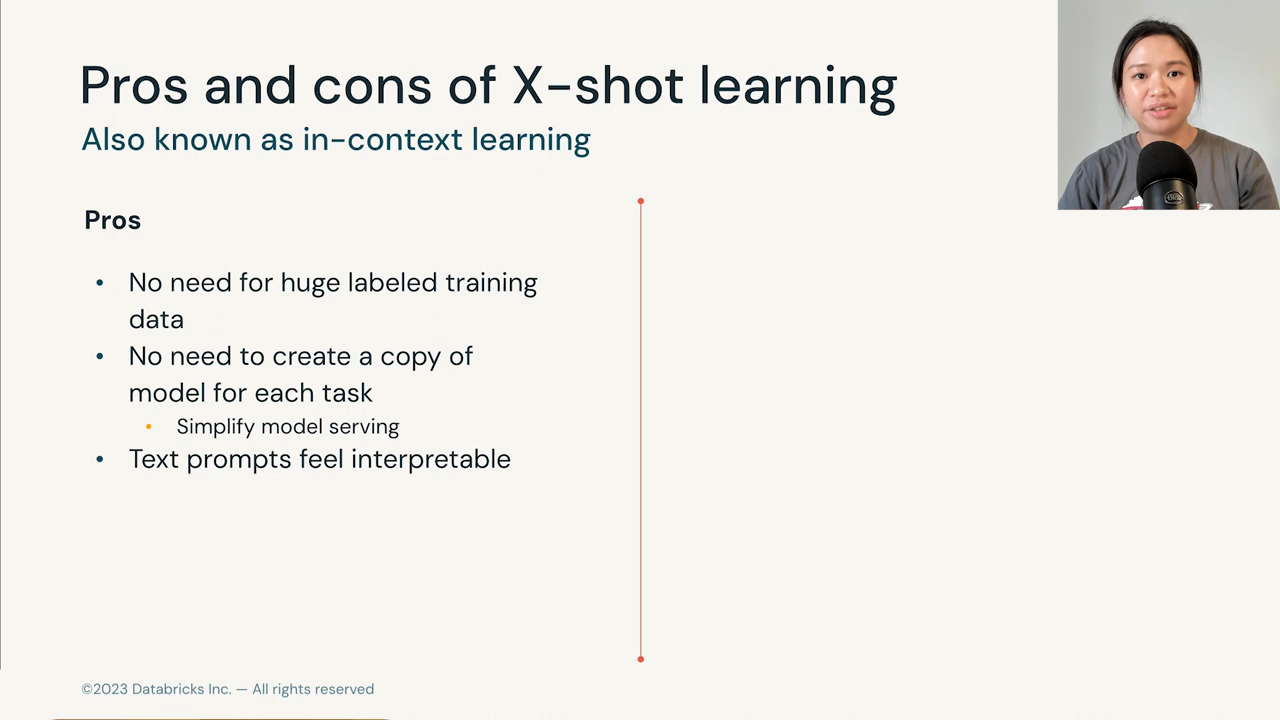 Pros and cons of X-shot learning
Also known as in-context learning
Pros
• No need for huge labeled training
data
• No need to create a copy of
model for each task
• Simplify model serving
• Text prompts feel interpretable
©2023 Databricks Inc. — All rights reserved